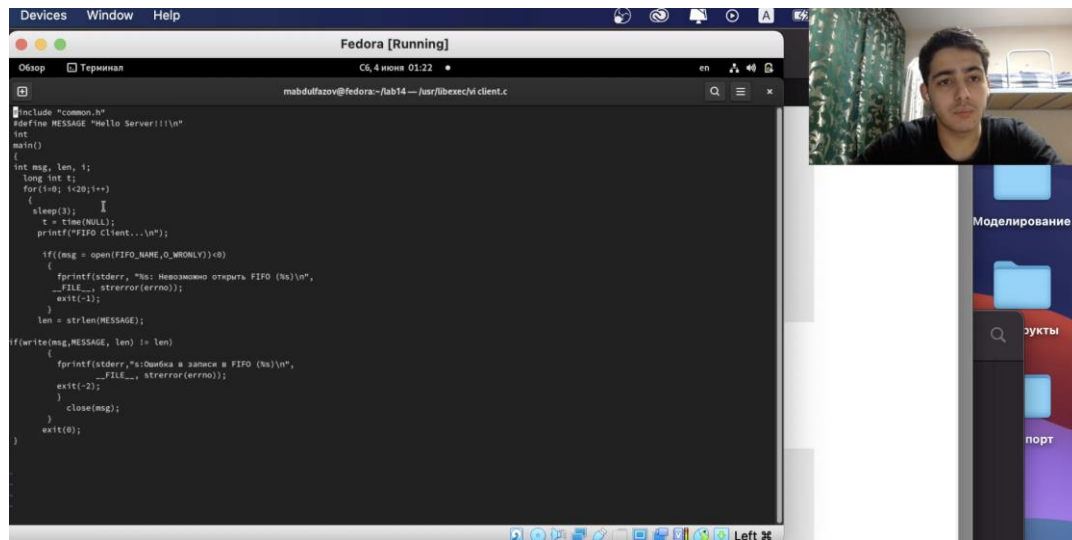 Devices Window Help
A
Fedora [Running]
Обзор Терминал Сб, 4 июня 01:22 en
mabdulfazov@fedora:~/lab14 — /usr/libexec/vi client.c
#include "common.h"
#define MESSAGE "Hello Server!!!\n"
int
main()
{
int msg, len, i;
long int t;
for(i=0; i<20;i++)
{
sleep(3);
t = time(NULL);
printf("FIFO Client...\n");
if((msg = open(FIFO_NAME,O_WRONLY))<0)
{
fprintf(stderr, "%s: Невозможно открыть FIFO (%s)\n",
__FILE__, strerror(errno));
exit(-1);
}
len = strlen(MESSAGE);
if(write(msg,MESSAGE, len) != len)
{
fprintf(stderr,"s:Ошибка в записи в FIFO (%s)\n",
__FILE__, strerror(errno));
exit(-2);
}
close(msg);
}
exit(0);
}
~
~
~
Left ⌘
Моделирование
рукты
порт